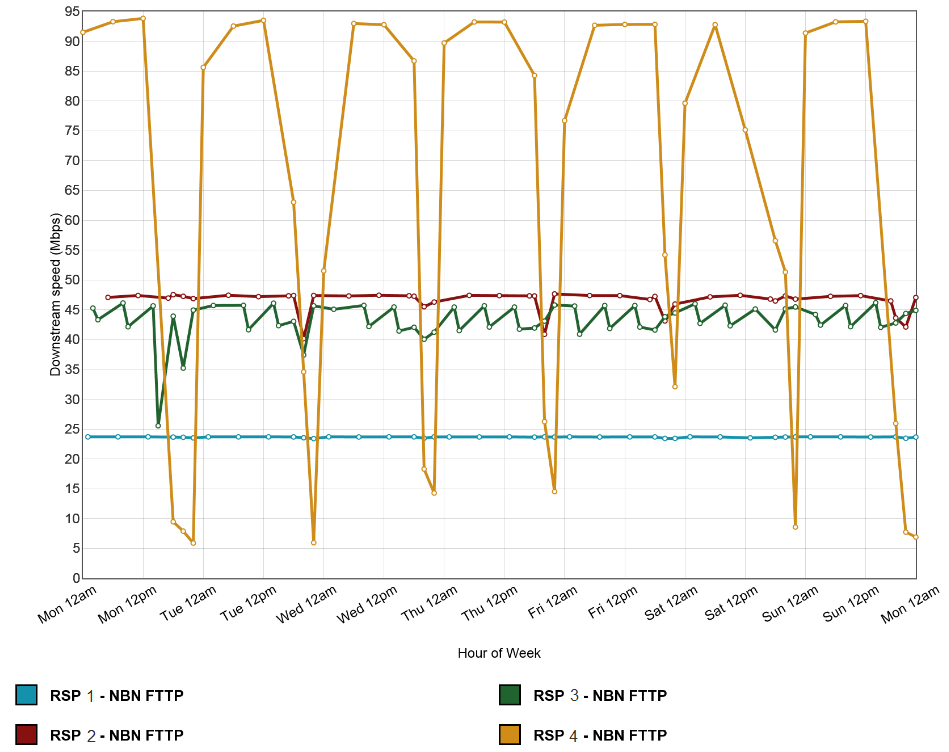 95
90
85
80
75
70
65
60
55
50
45
40
35
30
25
20
15
10
5
0
Downstream speed (Mbps)
Mon 12am
Mon 12pm
Tue 12am
Tue 12pm
Wed 12am
Wed 12pm
Thu 12am
Thu 12pm
Fri 12am
Fri 12pm
Sat 12am
Sat 12pm
Sun 12am
Sun 12pm
Mon 12am
Hour of Week
RSP 1 - NBN FTTP
RSP 3 - NBN FTTP
RSP 2 - NBN FTTP
RSP 4 - NBN FTTP